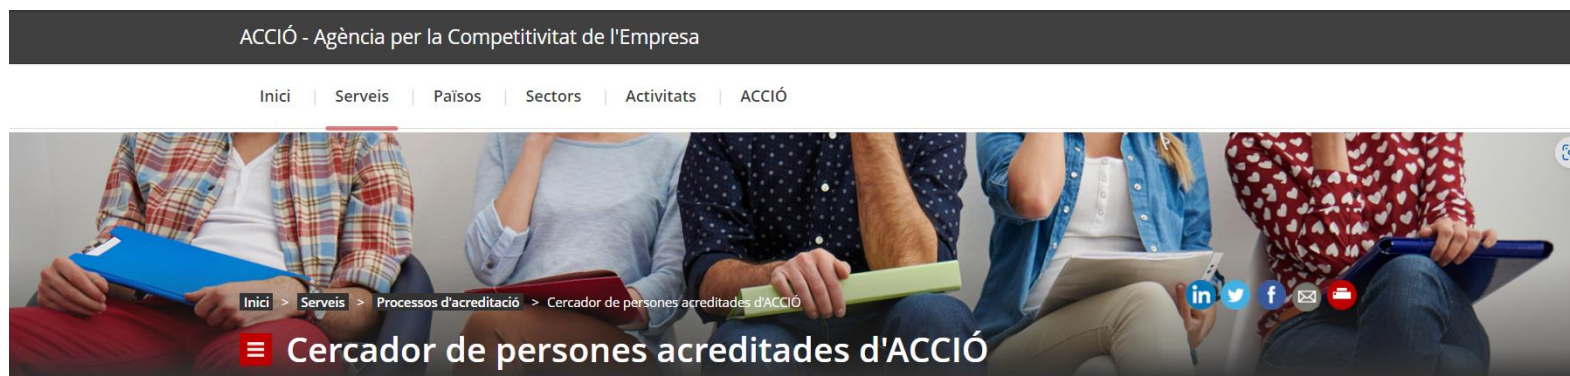 ACCIÓ - Agència per la Competitivitat de l'Empresa
Inici | Serveis | Països | Sectors | Activitats | ACCIÓ
Inici > Serveis > Processos d'acreditació > Cercador de persones acreditades d'ACCIÓ
Cercador de persones acreditades d'ACCIÓ